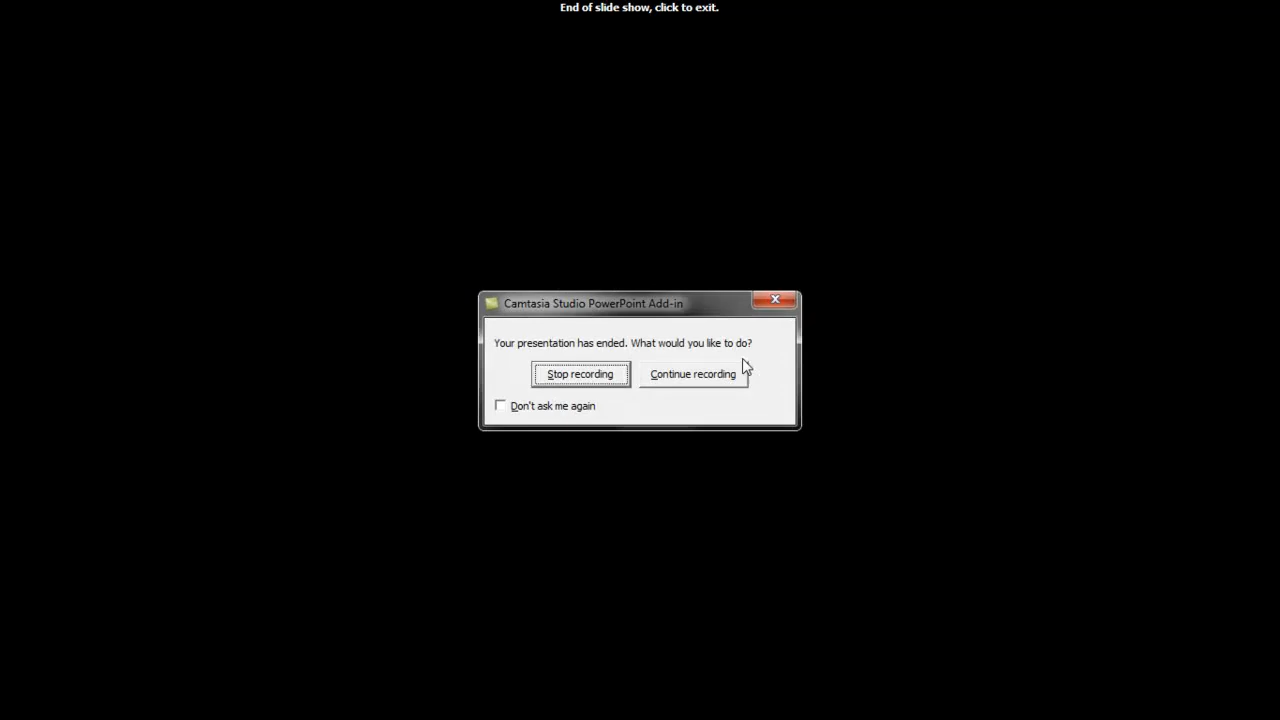 End of slide show, click to exit.
Camtasia Studio PowerPoint Add-in
Your presentation has ended. What would you like to do?
Stop recording
Continue recording
Don't ask me again